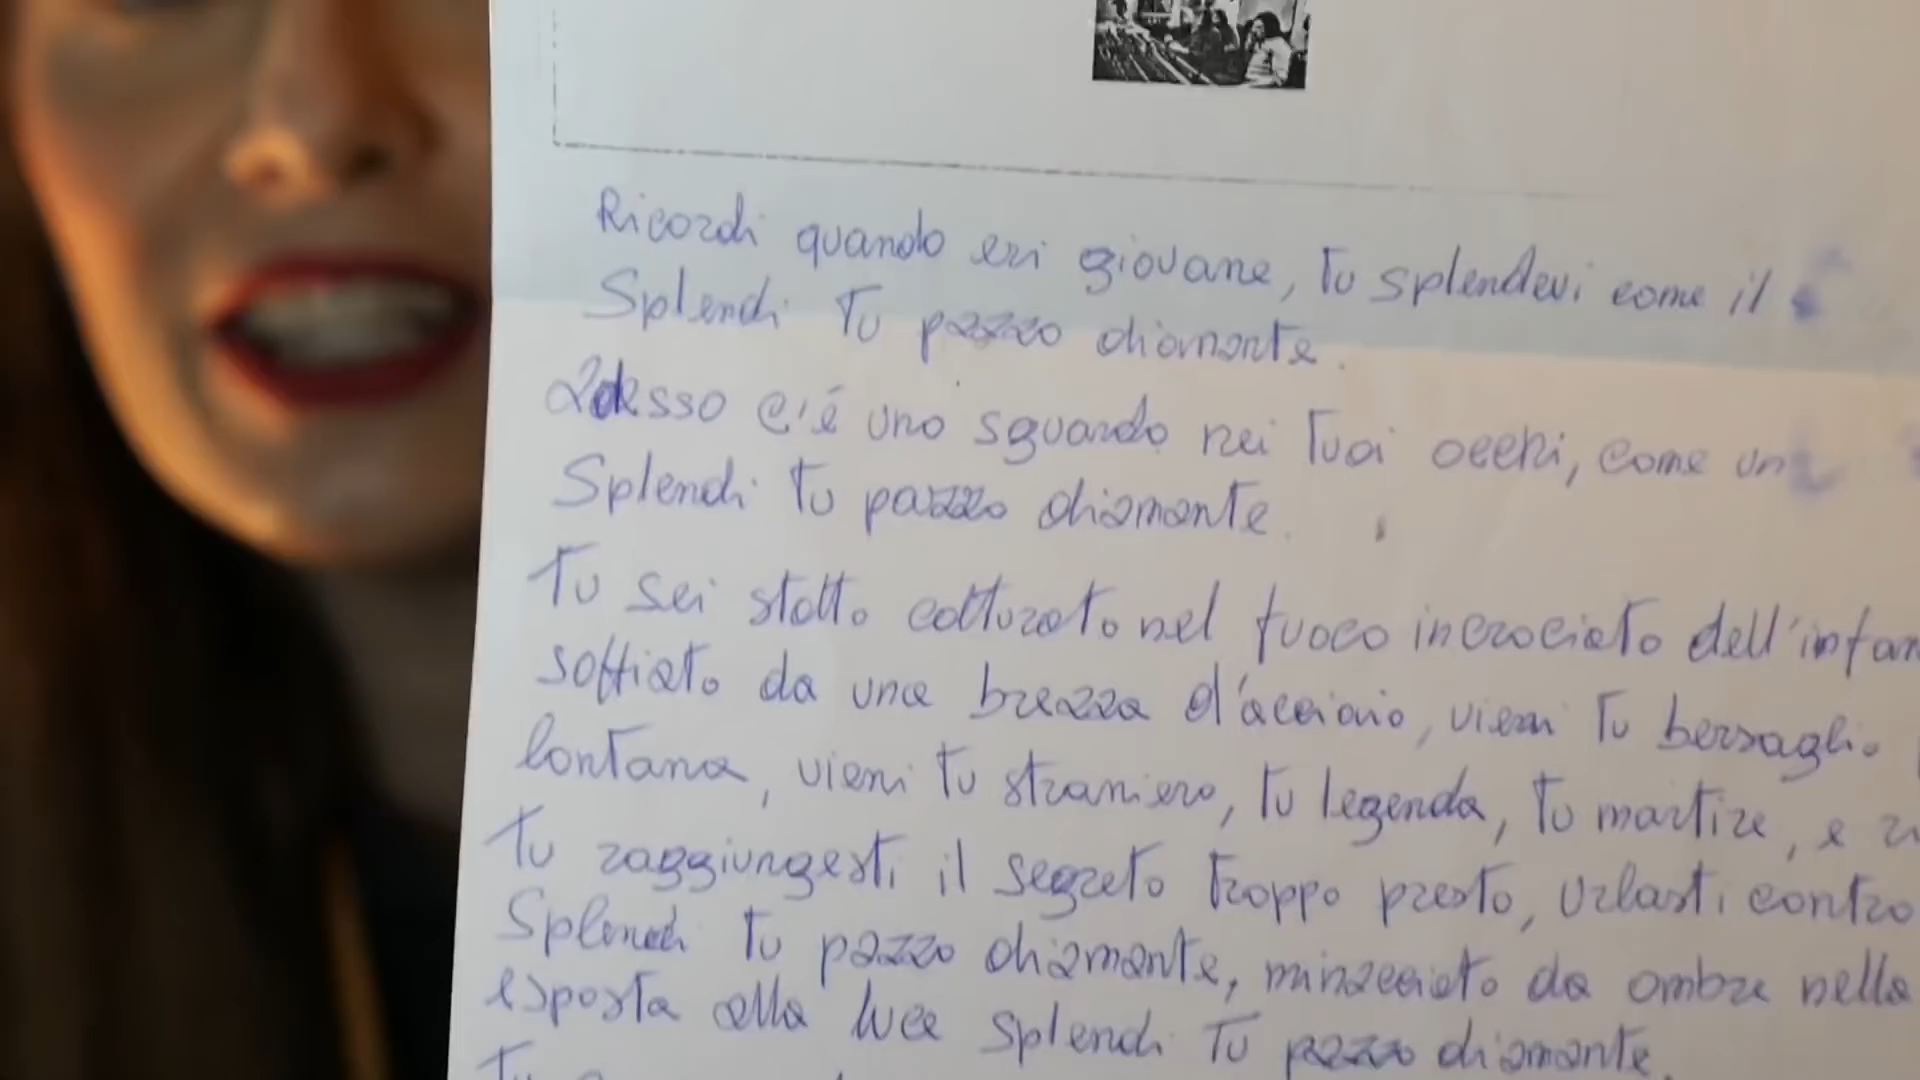 Ricordi quando eri giovane, tu splendevi come il
Splendi tu pazzo diamante.
Adesso c'é uno sguardo nei tuoi occhi, come un
Splendi tu pazzo diamante.
Tu sei statto catturato nel fuoco incrociato dell'infan
soffiato da una brezza d'acciaio, vieni tu bersaglio
lontana, vieni tu straniero, tu legenda, tu martire, e
Tu raggiungesti il segreto troppo presto, urlasti contro
Splendi tu pazzo diamante, minacciato da ombre nella
esposta alla luce splendi tu pazzo diamante.
Tu